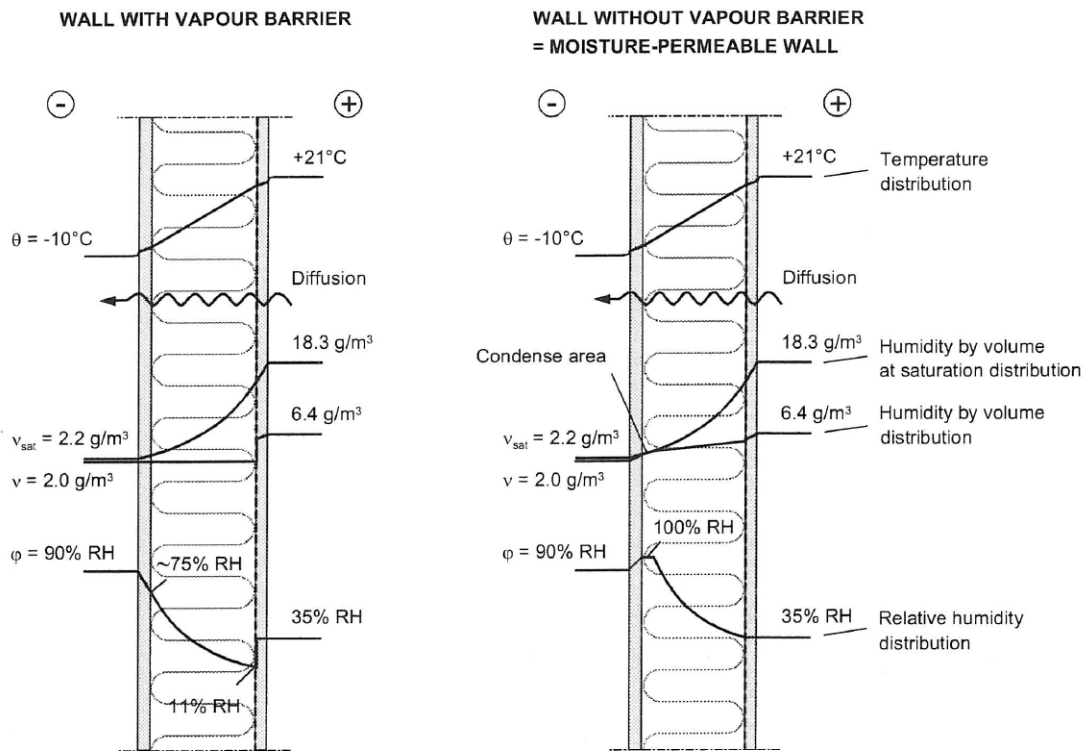 WALL WITH VAPOUR BARRIER
- +
+21°C
θ = -10°C
Diffusion
18.3 g/m³
6.4 g/m³
νsat = 2.2 g/m³
ν = 2.0 g/m³
φ = 90% RH
~75% RH
35% RH
11% RH
WALL WITHOUT VAPOUR BARRIER
= MOISTURE-PERMEABLE WALL
- +
+21°C
Temperature
distribution
θ = -10°C
Diffusion
18.3 g/m³
Humidity by volume
at saturation distribution
Condense area
6.4 g/m³
Humidity by volume
distribution
νsat = 2.2 g/m³
ν = 2.0 g/m³
100% RH
φ = 90% RH
35% RH
Relative humidity
distribution